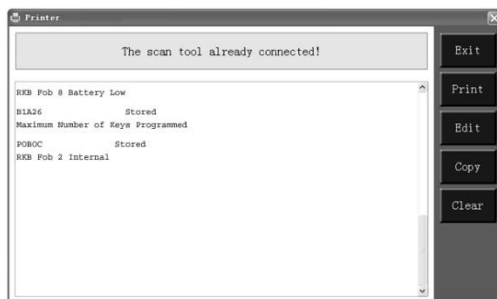 Printer
The scan tool already connected!
RKB Fob 8 Battery Low
B1A26 Stored
Maximum Number of Keys Programmed
POBOC Stored
RKB Fob 2 Internal
Exit
Print
Edit
Copy
Clear